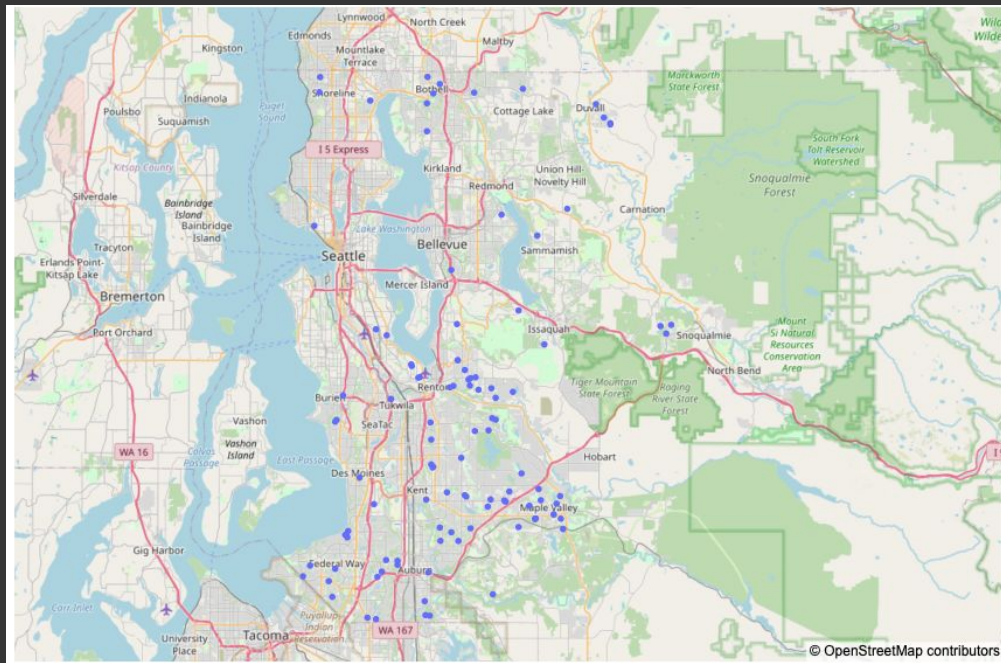 Lynnwood
North Creek
Edmonds
Maltby
Kingston
Mountlake
Terrace
Marckworth
State Forest
Shoreline
Bothell
Indianola
Poulsbo
Suquamish
Puget
Sound
Cottage Lake
Duvall
South Fork
Tolt Reservoir
Watershed
I 5 Express
Kitsap County
Kirkland
Union Hill-
Novelty Hill
Redmond
Snoqualmie
Forest
Silverdale
Bainbridge
Island
Bainbridge
Island
Carnation
Lake Washington
Tracyton
Seattle
Bellevue
Sammamish
Erlands Point-
Kitsap Lake
Mercer Island
Bremerton
Port Orchard
Issaquah
Snoqualmie
Mount
Si Natural
Resources
Conservation
Area
North Bend
Tiger Mountain
State Forest
Raging
River State
Forest
Renton
Burien
Tukwila
Vashon
SeaTac
Vashon
Island
WA 16
Colvos
Passage
East Passage
Hobart
Des Moines
Kent
Maple Valley
Gig Harbor
Federal Way
Auburn
Carr Inlet
Puyallup
Indian
Reservation
University
Place
Tacoma
WA 167
© OpenStreetMap contributors